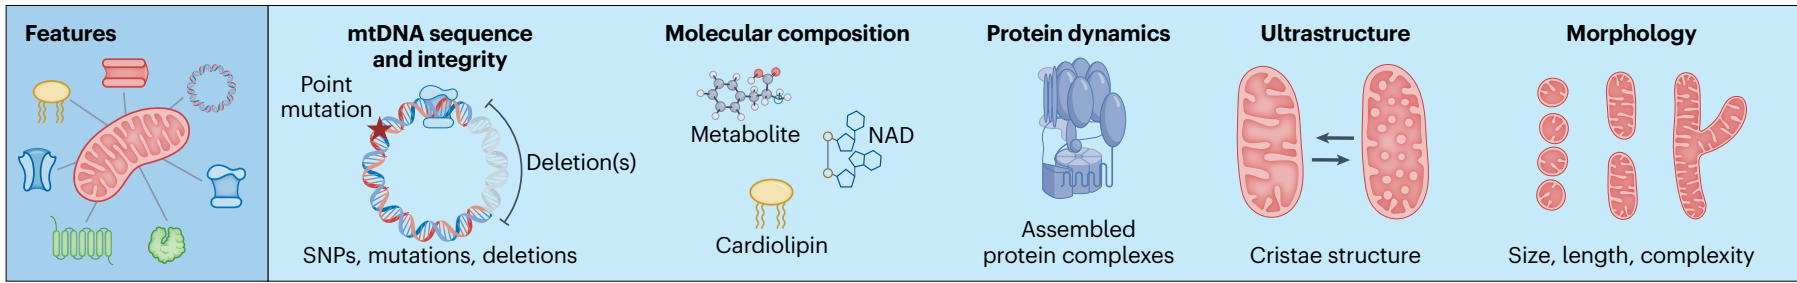 Features
mtDNA sequence
and integrity
Point
mutation
Deletion(s)
SNPs, mutations, deletions
Molecular composition
Metabolite
NAD
Cardiolipin
Protein dynamics
Assembled
protein complexes
Ultrastructure
Cristae structure
Morphology
Size, length, complexity